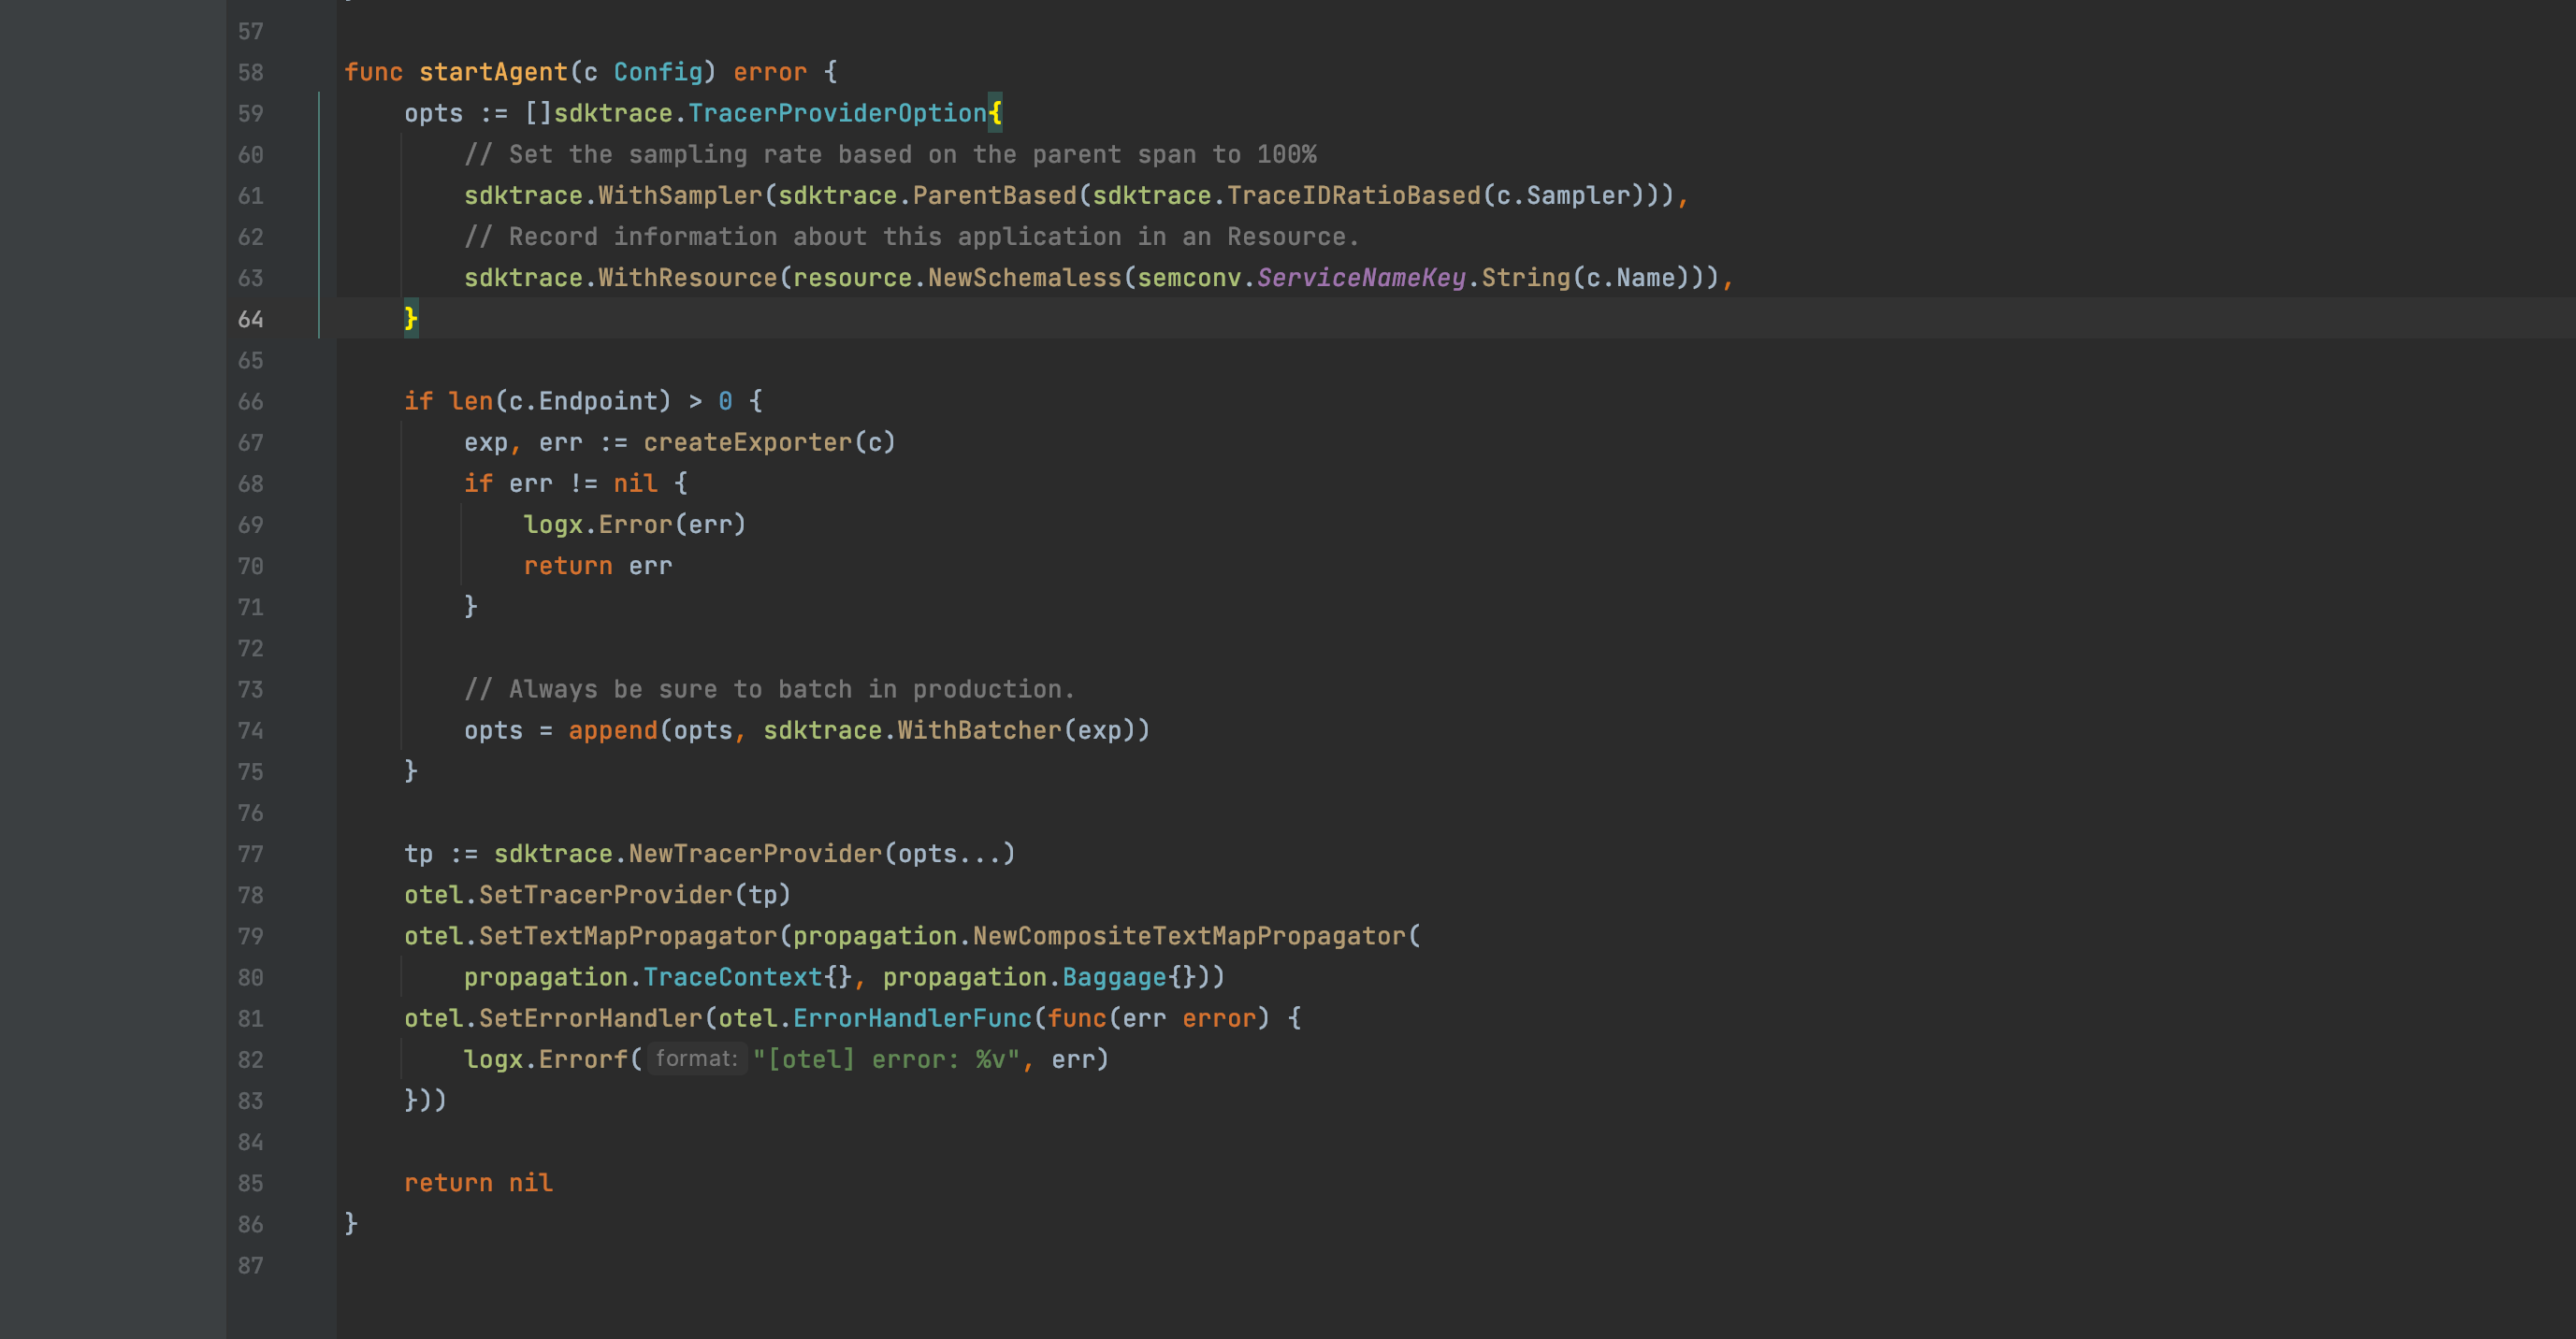 57
58 func startAgent(c Config) error {
59     opts := []sdktrace.TracerProviderOption{
60         // Set the sampling rate based on the parent span to 100%
61         sdktrace.WithSampler(sdktrace.ParentBased(sdktrace.TraceIDRatioBased(c.Sampler))),
62         // Record information about this application in an Resource.
63         sdktrace.WithResource(resource.NewSchemaless(semconv.ServiceNameKey.String(c.Name))),
64     }
65
66     if len(c.Endpoint) > 0 {
67         exp, err := createExporter(c)
68         if err != nil {
69             logx.Error(err)
70             return err
71         }
72
73         // Always be sure to batch in production.
74         opts = append(opts, sdktrace.WithBatcher(exp))
75     }
76
77     tp := sdktrace.NewTracerProvider(opts...)
78     otel.SetTracerProvider(tp)
79     otel.SetTextMapPropagator(propagation.NewCompositeTextMapPropagator(
80         propagation.TraceContext{}, propagation.Baggage{}))
81     otel.SetErrorHandler(otel.ErrorHandlerFunc(func(err error) {
82         logx.Errorf( format: "[otel] error: %v", err)
83     }))
84
85     return nil
86 }
87